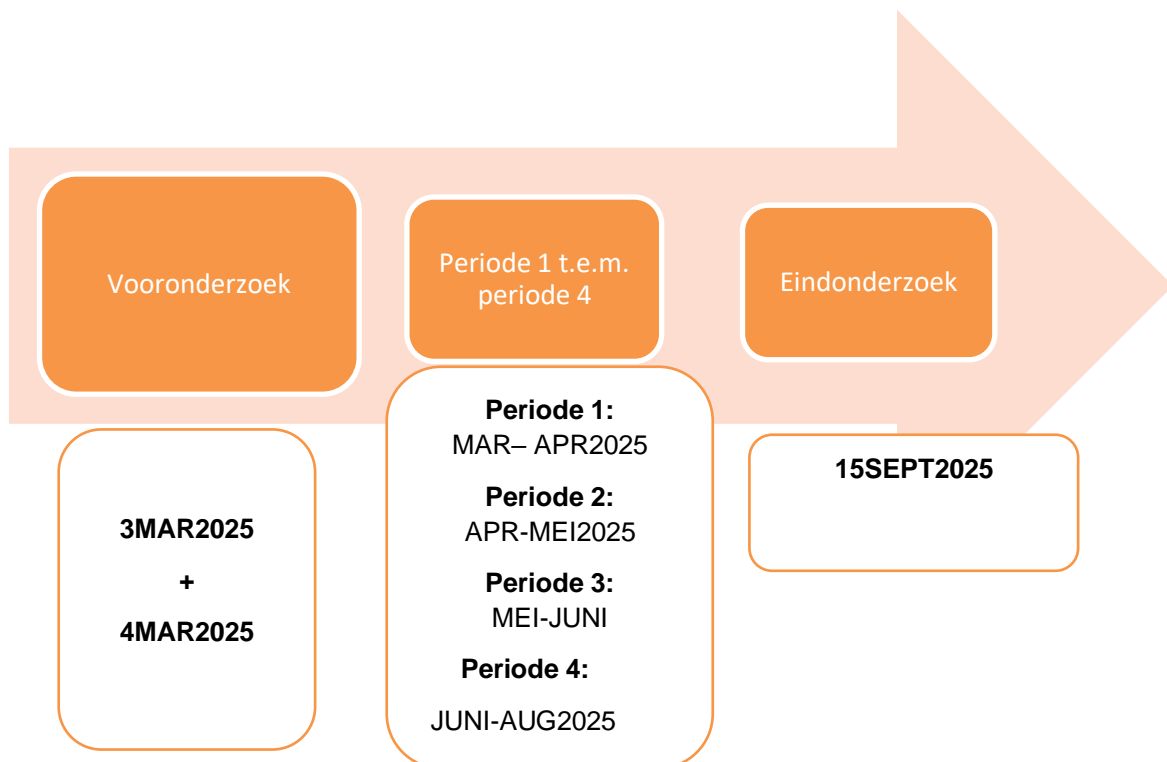 Vooronderzoek
Periode 1 t.e.m.
periode 4
Eindonderzoek
3MAR2025
+
4MAR2025
Periode 1:
MAR– APR2025
Periode 2:
APR-MEI2025
Periode 3:
MEI-JUNI
Periode 4:
JUNI-AUG2025
15SEPT2025